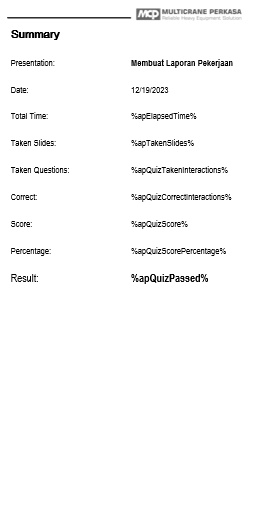 MCP MULTICRANE PERKASA
Reliable Heavy Equipment Solution
Summary
Presentation: Membuat Laporan Pekerjaan
Date: 12/19/2023
Total Time: %apElapsedTime%
Taken Slides: %apTakenSlides%
Taken Questions: %apQuizTakenInteractions%
Correct: %apQuizCorrectInteractions%
Score: %apQuizScore%
Percentage: %apQuizScorePercentage%
Result: %apQuizPassed%